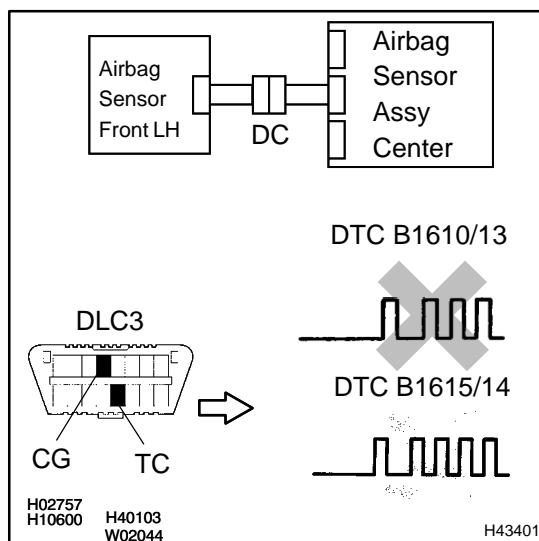 Airbag
Sensor
Front LH
DC
Airbag
Sensor
Assy
Center
DTC B1610/13
DLC3
DTC B1615/14
CG
TC
H02757
H10600
H40103
W02044
H43401